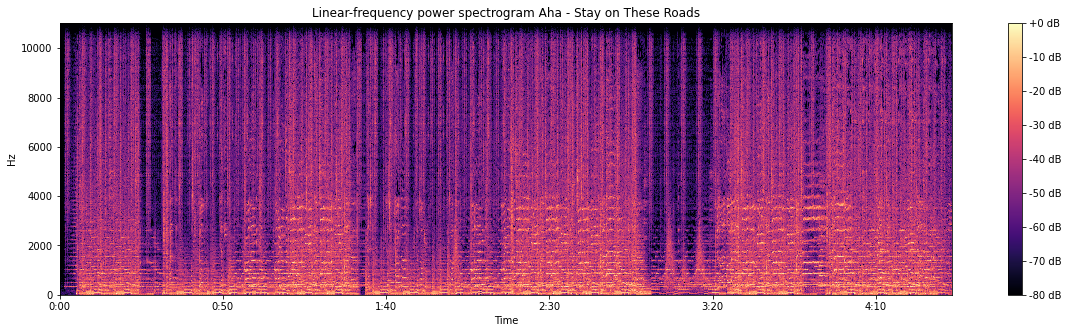 Linear-frequency power spectrogram Aha - Stay on These Roads
10000
8000
6000
4000
2000
0
Hz
0:00
0:50
1:40
2:30
3:20
4:10
Time
+0 dB
-10 dB
-20 dB
-30 dB
-40 dB
-50 dB
-60 dB
-70 dB
-80 dB